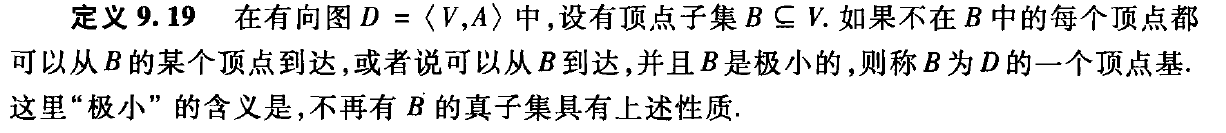 定义 9.19 在有向图 D = ⟨V,A⟩ 中,设有顶点子集 B ⊆ V. 如果不在 B 中的每个顶点都
可以从 B 的某个顶点到达,或者说可以从 B 到达,并且 B 是极小的,则称 B 为 D 的一个顶点基.
这里“极小”的含义是,不再有 B 的真子集具有上述性质.